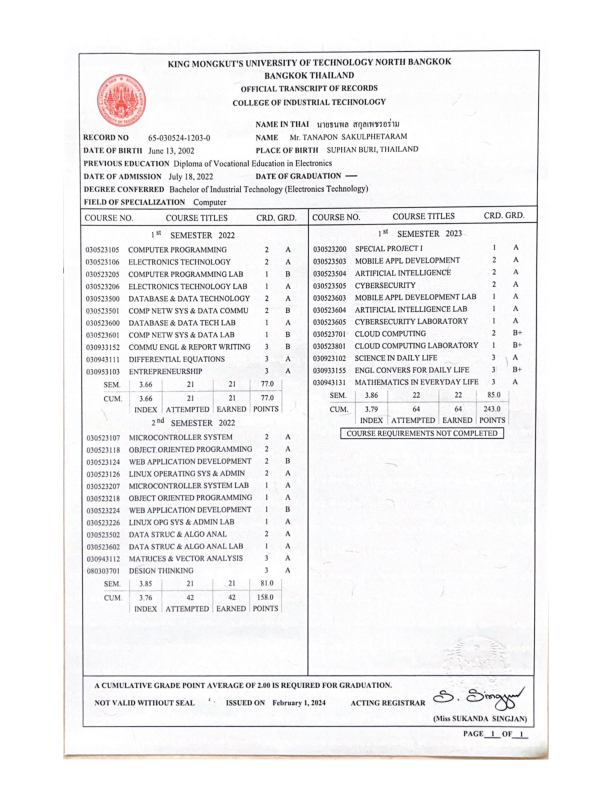 KING MONGKUT'S UNIVERSITY OF TECHNOLOGY NORTH BANGKOK
BANGKOK THAILAND
OFFICIAL TRANSCRIPT OF RECORDS
COLLEGE OF INDUSTRIAL TECHNOLOGY
NAME IN THAI นายธนพล สกุลเพชรอร่าม
RECORD NO 65-030524-1203-0 NAME Mr. TANAPON SAKULPHETARAM
DATE OF BIRTH June 13, 2002 PLACE OF BIRTH SUPHAN BURI, THAILAND
PREVIOUS EDUCATION Diploma of Vocational Education in Electronics
DATE OF ADMISSION July 18, 2022 DATE OF GRADUATION —
DEGREE CONFERRED Bachelor of Industrial Technology (Electronics Technology)
FIELD OF SPECIALIZATION Computer
COURSE NO. COURSE TITLES CRD. GRD.
1 st SEMESTER 2022
030523105 COMPUTER PROGRAMMING 2 A
030523106 ELECTRONICS TECHNOLOGY 2 A
030523205 COMPUTER PROGRAMMING LAB 1 B
030523206 ELECTRONICS TECHNOLOGY LAB 1 A
030523500 DATABASE & DATA TECHNOLOGY 2 A
030523501 COMP NETW SYS & DATA COMMU 2 B
030523600 DATABASE & DATA TECH LAB 1 A
030523601 COMP NETW SYS & DATA LAB 1 B
030933152 COMMU ENGL & REPORT WRITING 3 B
030943111 DIFFERENTIAL EQUATIONS 3 A
030953103 ENTREPRENEURSHIP 3 A
SEM. 3.66 21 21 77.0
CUM. 3.66 21 21 77.0
INDEX ATTEMPTED EARNED POINTS
2 nd SEMESTER 2022
030523107 MICROCONTROLLER SYSTEM 2 A
030523118 OBJECT ORIENTED PROGRAMMING 2 A
030523124 WEB APPLICATION DEVELOPMENT 2 B
030523126 LINUX OPERATING SYS & ADMIN 2 A
030523207 MICROCONTROLLER SYSTEM LAB 1 A
030523218 OBJECT ORIENTED PROGRAMMING 1 A
030523224 WEB APPLICATION DEVELOPMENT 1 B
030523226 LINUX OPG SYS & ADMIN LAB 1 A
030523502 DATA STRUC & ALGO ANAL 2 A
030523602 DATA STRUC & ALGO ANAL LAB 1 A
030943112 MATRICES & VECTOR ANALYSIS 3 A
080303701 DESIGN THINKING 3 A
SEM. 3.85 21 21 81.0
CUM. 3.76 42 42 158.0
INDEX ATTEMPTED EARNED POINTS
COURSE NO. COURSE TITLES CRD. GRD.
1 st SEMESTER 2023
030523200 SPECIAL PROJECT I 1 A
030523503 MOBILE APPL DEVELOPMENT 2 A
030523504 ARTIFICIAL INTELLIGENCE 2 A
030523505 CYBERSECURITY 2 A
030523603 MOBILE APPL DEVELOPMENT LAB 1 A
030523604 ARTIFICIAL INTELLIGENCE LAB 1 A
030523605 CYBERSECURITY LABORATORY 1 A
030523701 CLOUD COMPUTING 2 B+
030523801 CLOUD COMPUTING LABORATORY 1 B+
030923102 SCIENCE IN DAILY LIFE 3 A
030933155 ENGL CONVERS FOR DAILY LIFE 3 B+
030943131 MATHEMATICS IN EVERYDAY LIFE 3 A
SEM. 3.86 22 22 85.0
CUM. 3.79 64 64 243.0
INDEX ATTEMPTED EARNED POINTS
COURSE REQUIREMENTS NOT COMPLETED
A CUMULATIVE GRADE POINT AVERAGE OF 2.00 IS REQUIRED FOR GRADUATION.
NOT VALID WITHOUT SEAL ISSUED ON February 1, 2024 ACTING REGISTRAR S. Singjan
(Miss SUKANDA SINGJAN)
PAGE 1 OF 1